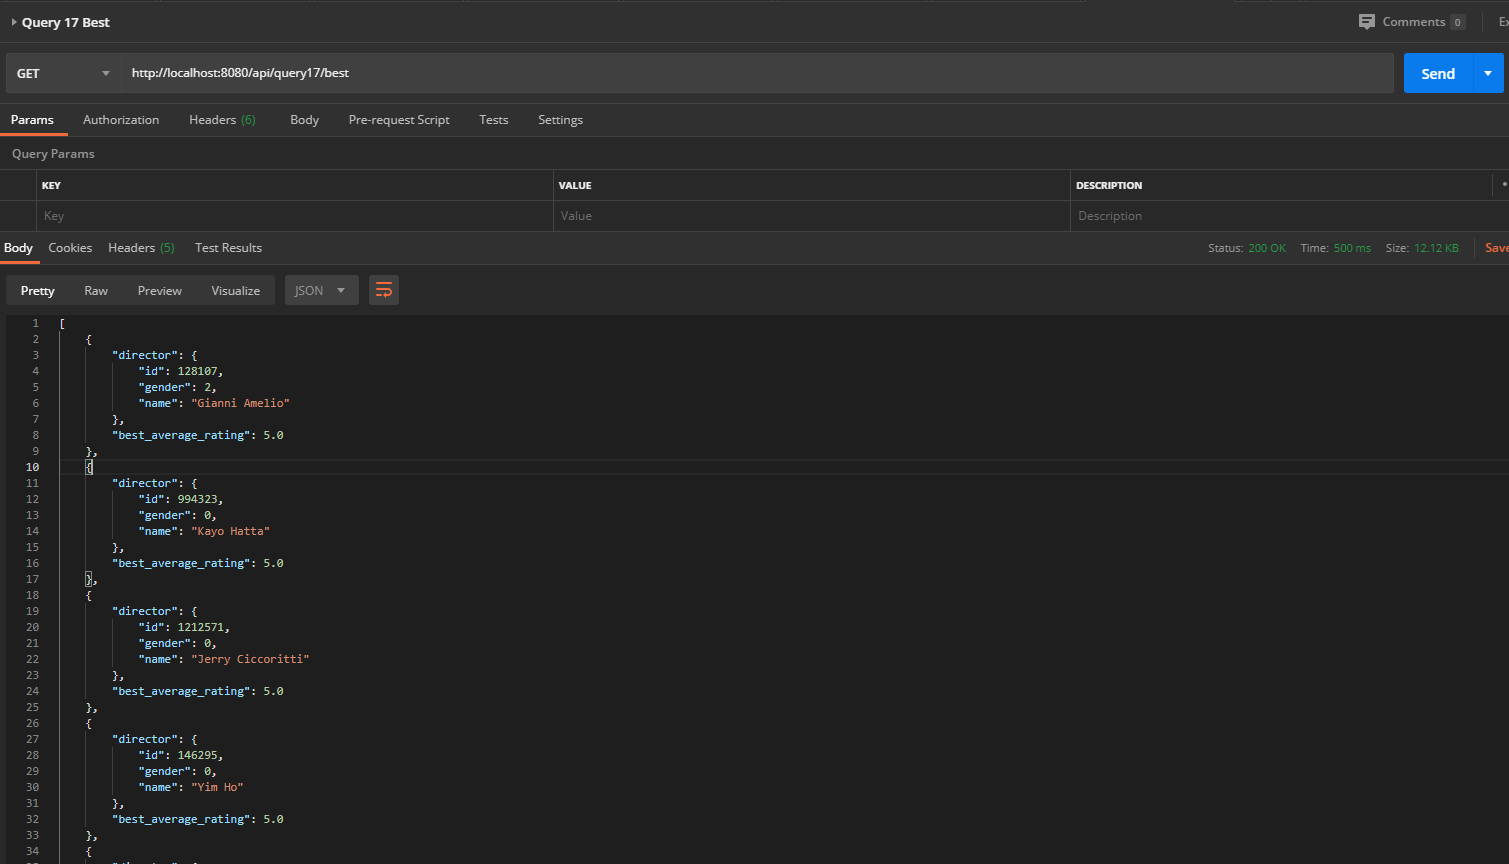 Query 17 Best Comments 0 Ex
GET http://localhost:8080/api/query17/best Send
Params Authorization Headers (6) Body Pre-request Script Tests Settings
Query Params
KEY VALUE DESCRIPTION
Key Value Description
Body Cookies Headers (5) Test Results Status: 200 OK Time: 500 ms Size: 12.12 KB Save
Pretty Raw Preview Visualize JSON
1 [
2 {
3 "director": {
4 "id": 128107,
5 "gender": 2,
6 "name": "Gianni Amelio"
7 },
8 "best_average_rating": 5.0
9 },
10 {
11 "director": {
12 "id": 994323,
13 "gender": 0,
14 "name": "Kayo Hatta"
15 },
16 "best_average_rating": 5.0
17 },
18 {
19 "director": {
20 "id": 1212571,
21 "gender": 0,
22 "name": "Jerry Ciccoritti"
23 },
24 "best_average_rating": 5.0
25 },
26 {
27 "director": {
28 "id": 146295,
29 "gender": 0,
30 "name": "Yim Ho"
31 },
32 "best_average_rating": 5.0
33 },
34 {